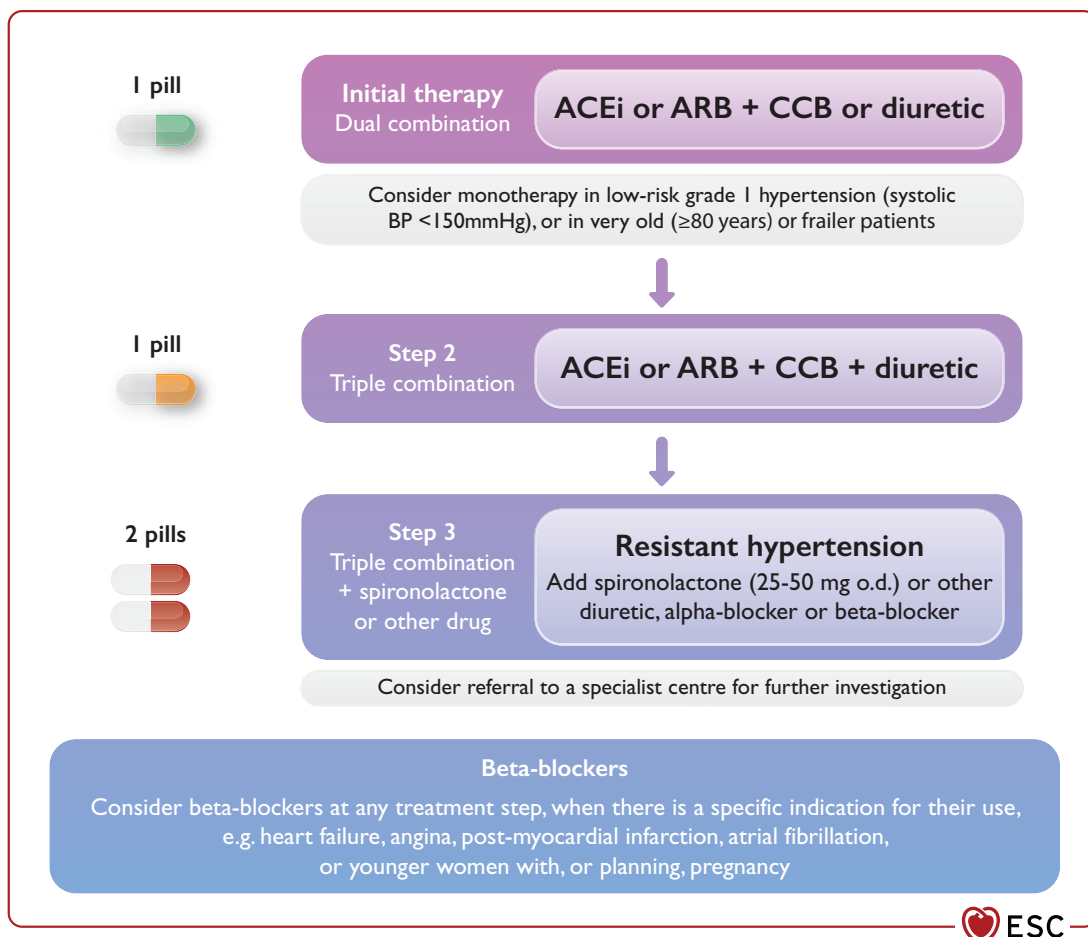 1 pill
Initial therapy
Dual combination
ACEi or ARB + CCB or diuretic
Consider monotherapy in low-risk grade 1 hypertension (systolic
BP <150mmHg), or in very old (≥80 years) or frailer patients
1 pill
Step 2
Triple combination
ACEi or ARB + CCB + diuretic
2 pills
Step 3
Triple combination
+ spironolactone
or other drug
Resistant hypertension
Add spironolactone (25-50 mg o.d.) or other
diuretic, alpha-blocker or beta-blocker
Consider referral to a specialist centre for further investigation
Beta-blockers
Consider beta-blockers at any treatment step, when there is a specific indication for their use,
e.g. heart failure, angina, post-myocardial infarction, atrial fibrillation,
or younger women with, or planning, pregnancy
ESC